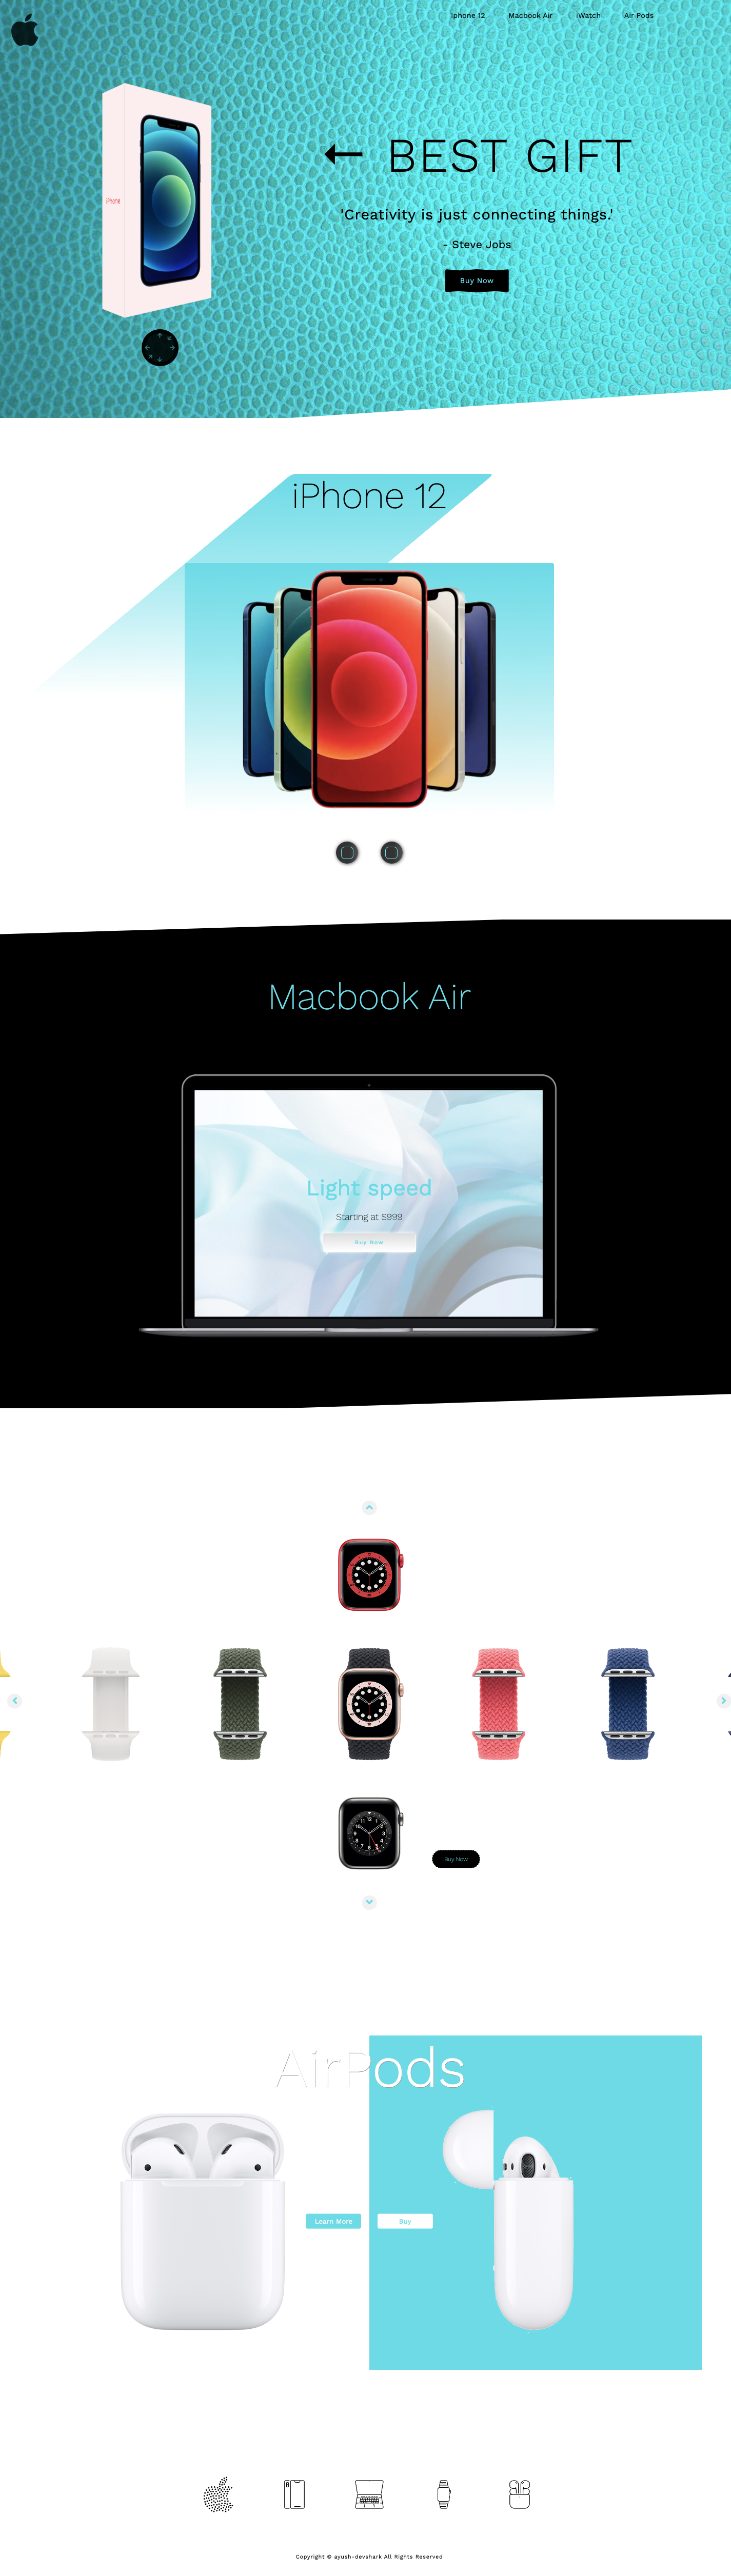 Iphone 12
Macbook Air
iWatch
Air Pods
BEST GIFT
iPhone
'Creativity is just connecting things.'
- Steve Jobs
Buy Now
iPhone 12
Macbook Air
Light speed
Starting at $999
Buy Now
Buy Now
AirPods
Learn More
Buy
Copyright © ayush-devshark All Rights Reserved